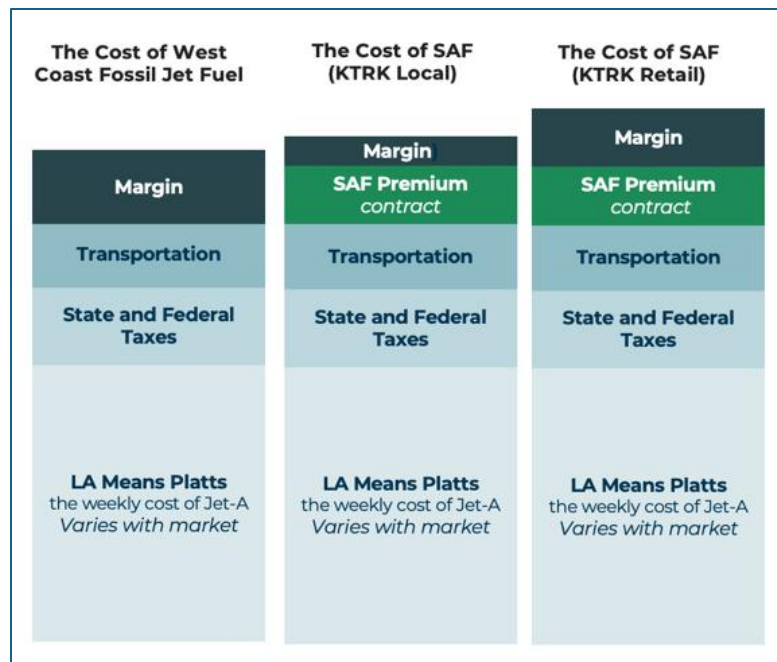 The Cost of West
Coast Fossil Jet Fuel
Margin
Transportation
State and Federal
Taxes
LA Means Platts
the weekly cost of Jet-A
Varies with market
The Cost of SAF
(KTRK Local)
Margin)
SAF Premium
contract
Transportation
State and Federal
Taxes
LA Means Platts
the weekly cost of Jet-A
Varies with market
The Cost of SAF
(KTRK Retail)
Margin
SAF Premium
contract
Transportation
State and Federal
Taxes
LA Means Platts
the weekly cost of Jet-A
Varies with market